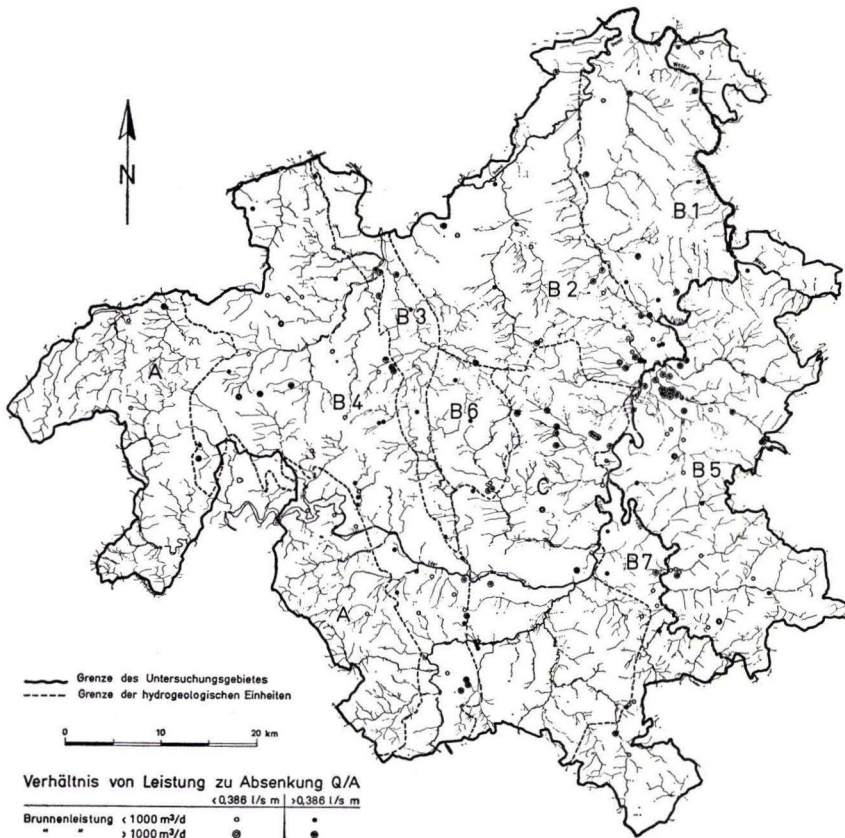 N
B1
B2
B3
A
B4
B6
B5
C
B7
A
Grenze des Untersuchungsgebietes
Grenze der hydrogeologischen Einheiten
0 10 20 km
Verhältnis von Leistung zu Absenkung Q/A
<0,386 l/s m >0,386 l/s m
Brunnenleistung <1000 m³/d
" " >1000 m³/d